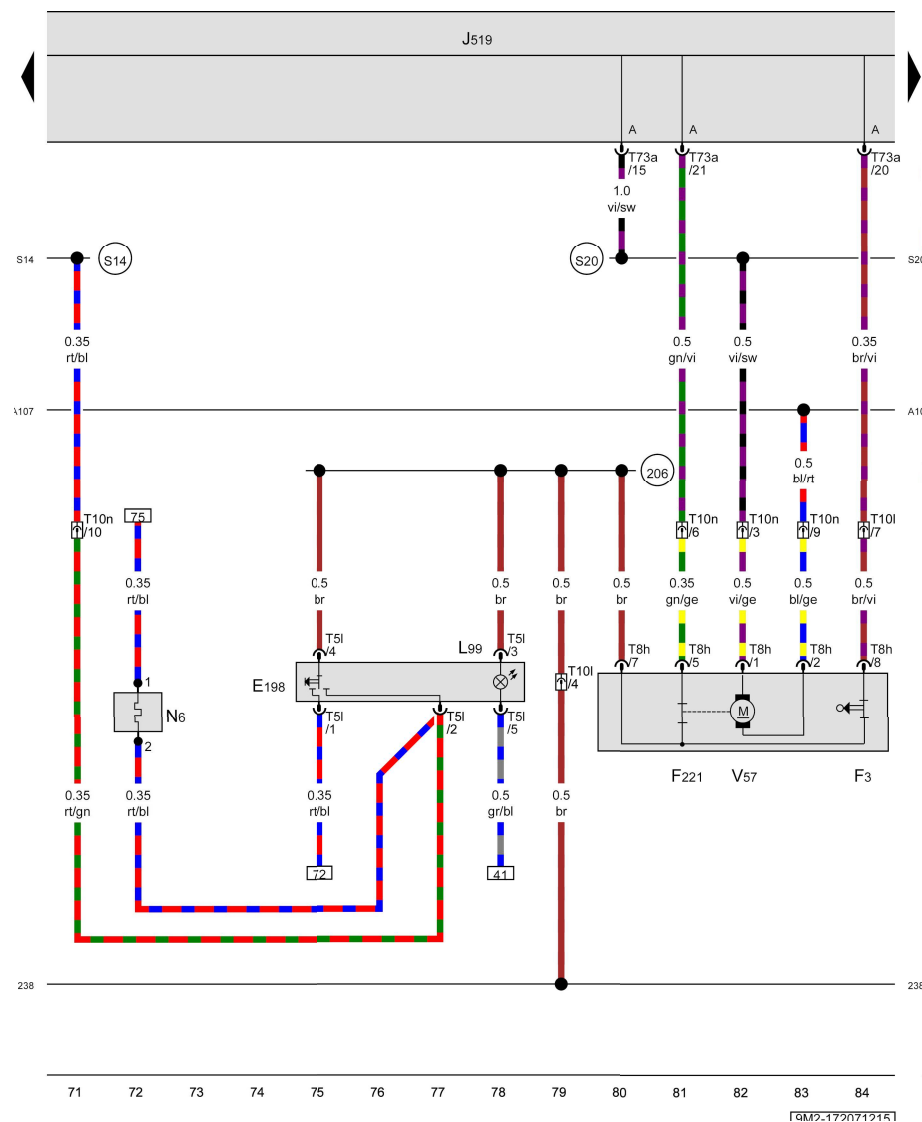 J519
A A A
T73a T73a T73a
/15 /21 /20
1.0
vi/sw
S14 S14 S20 S20
0.35 0.5 0.5 0.35
rt/bl gn/vi vi/sw br/vi
A107 A10
0.5
bl/rt
206
75
T10n T10n T10n T10n T10l
/10 /6 /3 /9 /7
0.35 0.5 0.5 0.5 0.5 0.35 0.5 0.5 0.5
rt/bl br br br br gn/ge vi/ge bl/ge br/vi
T5l L99 T5l T8h T8h T8h T8h T8h
/4 /3 /7 /5 /1 /2 /8
E198 T10l
/4
1
N6 M
T5l T5l T5l
/1 /2 /5
2
F221 V57 F3
0.35 0.35 0.35 0.5 0.5
rt/gn rt/bl rt/bl gr/bl br
72 41
238 238
71 72 73 74 75 76 77 78 79 80 81 82 83 84
9M2-172071215